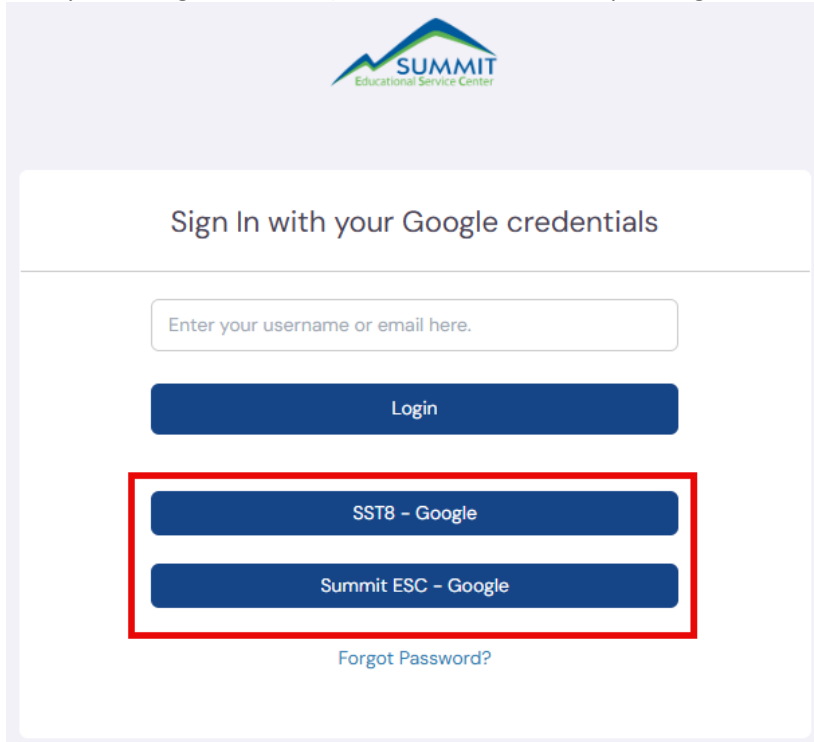 SUMMIT
Educational Service Center
Sign In with your Google credentials
Enter your username or email here.
Login
SST8 - Google
Summit ESC - Google
Forgot Password?